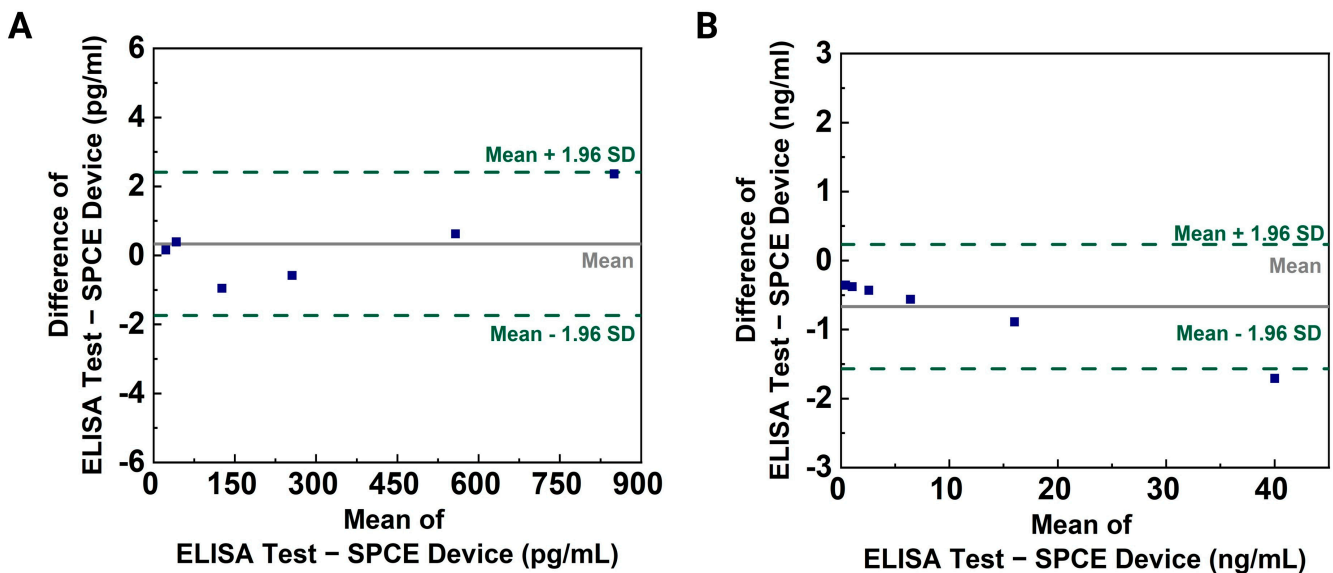 A
Difference of
ELISA Test − SPCE Device (pg/ml)
6
4
2
0
-2
-4
-6
Mean + 1.96 SD
Mean
Mean - 1.96 SD
0 150 300 450 600 750 900
Mean of
ELISA Test − SPCE Device (pg/mL)
B
Difference of
ELISA Test − SPCE Device (ng/ml)
3
2
1
0
-1
-2
-3
Mean + 1.96 SD
Mean
Mean - 1.96 SD
0 10 20 30 40
Mean of
ELISA Test − SPCE Device (ng/mL)